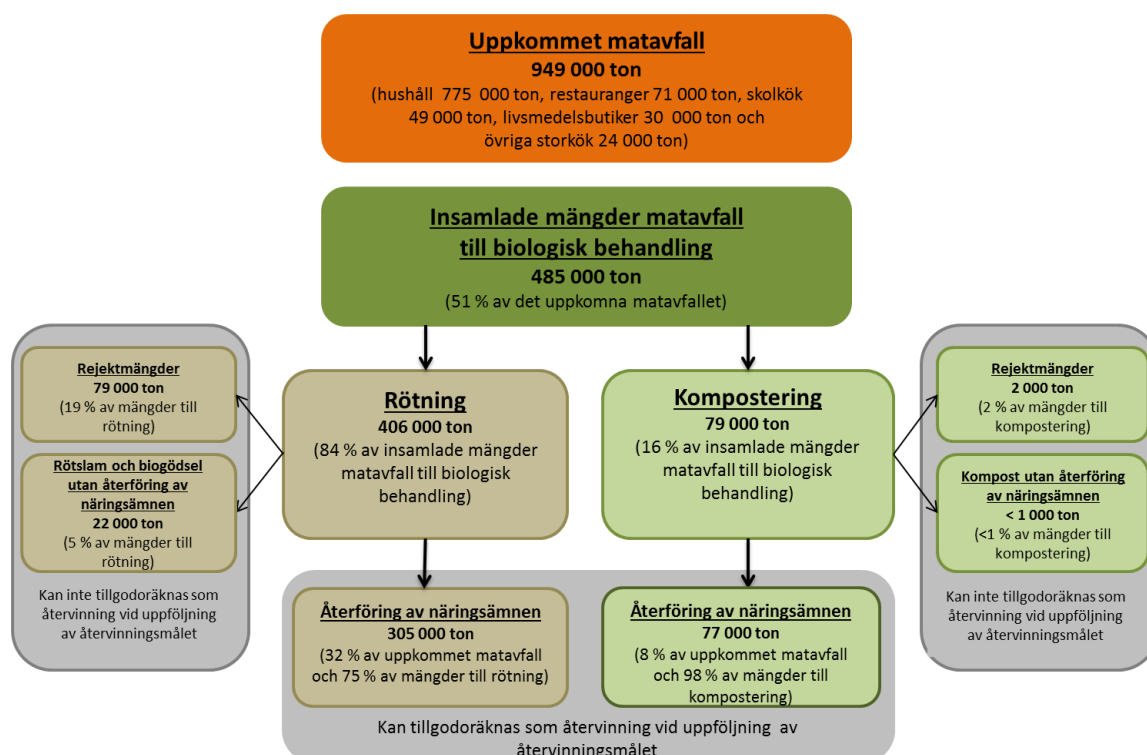 Uppkommet matavfall
949 000 ton
(hushåll 775 000 ton, restauranger 71 000 ton, skolkök
49 000 ton, livsmedelsbutiker 30 000 ton och
övriga storkök 24 000 ton)
Insamlade mängder matavfall
till biologisk behandling
485 000 ton
(51 % av det uppkomna matavfallet)
Rejektmängder
79 000 ton
(19 % av mängder till
rötning)
Rötslam och biogödsel
utan återföring av
näringsämnen
22 000 ton
(5 % av mängder till
rötning)
Kan inte tillgodoräknas som
återvinning vid uppföljning
av återvinningsmålet
Rötning
406 000 ton
(84 % av insamlade mängder
matavfall till biologisk
behandling)
Kompostering
79 000 ton
(16 % av insamlade mängder
matavfall till biologisk
behandling)
Rejektmängder
2 000 ton
(2 % av mängder till
kompostering)
Kompost utan återföring
av näringsämnen
< 1 000 ton
(<1 % av mängder till
kompostering)
Kan inte tillgodoräknas som
återvinning vid uppföljning
av återvinningsmålet
Återföring av näringsämnen
305 000 ton
(32 % av uppkommet matavfall
och 75 % av mängder till rötning)
Återföring av näringsämnen
77 000 ton
(8 % av uppkommet matavfall
och 98 % av mängder till
kompostering)
Kan tillgodoräknas som återvinning vid uppföljning av
återvinningsmålet